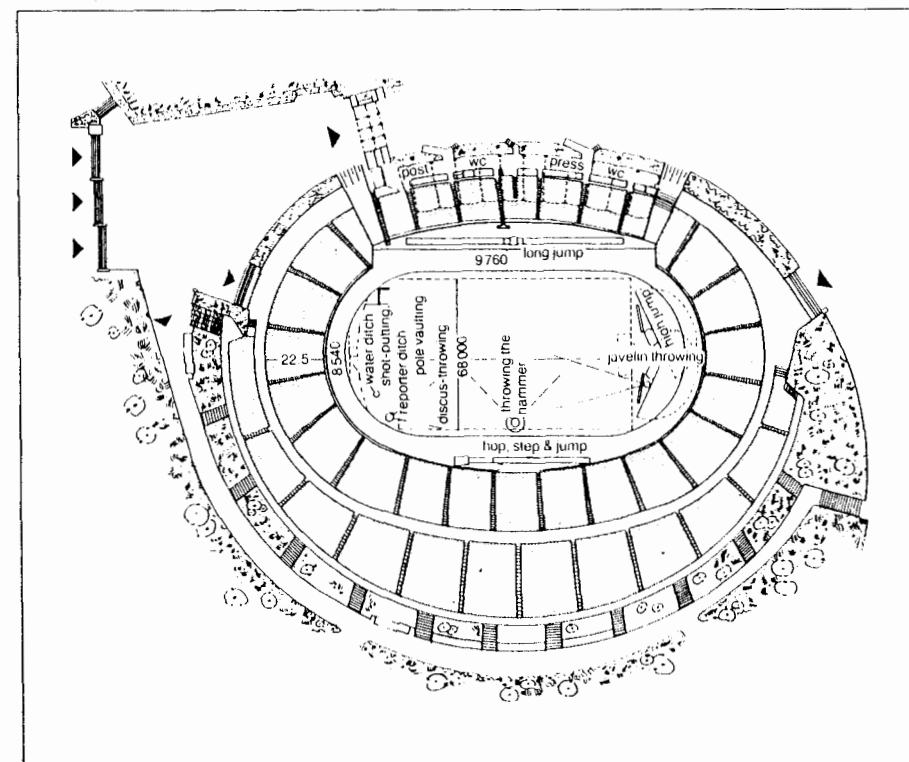 post
wc
press
wc
long jump
9760
high jump
water ditch
shot-putting
reporter ditch
pole vaulting
discus-throwing
68000
throwing the
hammer
javelin throwing
22 5
8540
hop, step & jump